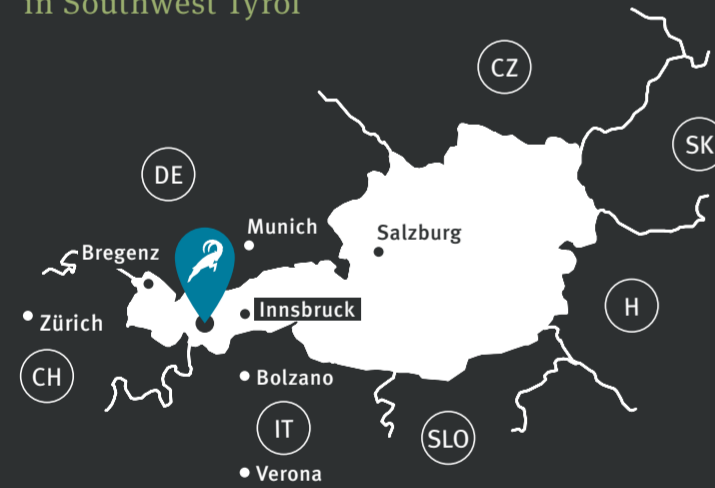 in Southwest Tyrol
CZ
SK
DE
Munich
Salzburg
Bregenz
Innsbruck
H
Zürich
CH
Bolzano
IT
SLO
Verona